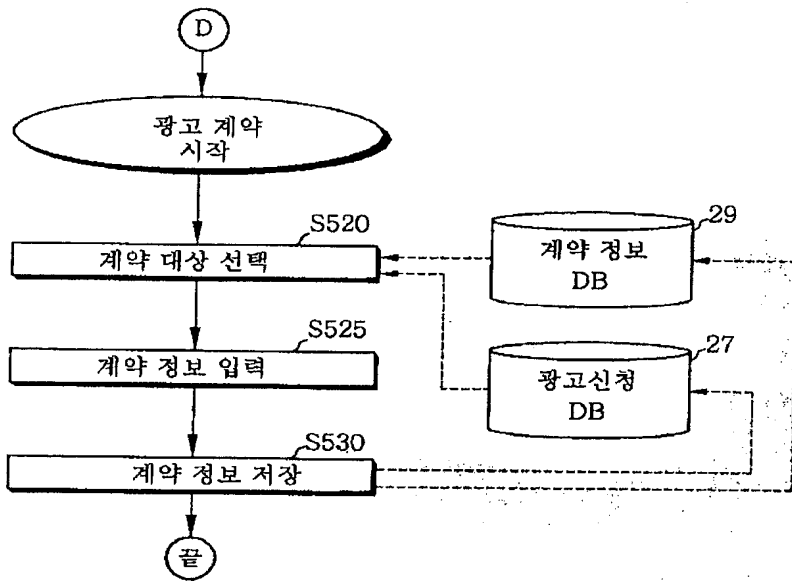 D
광고 계약
시작
S520
계약 대상 선택
29
계약 정보
DB
S525
계약 정보 입력
27
광고신청
DB
S530
계약 정보 저장
끝